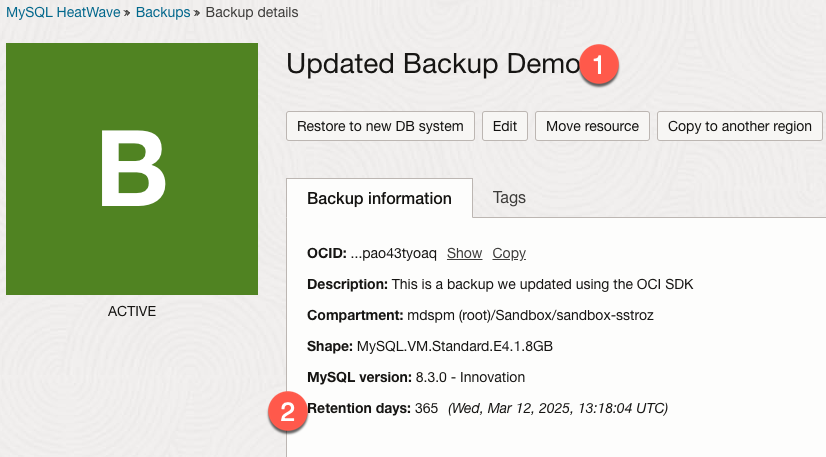 MySQL HeatWave » Backups » Backup details
Updated Backup Demo 1
Restore to new DB system Edit Move resource Copy to another region
B
Backup information Tags
OCID: ...pao43tyoaq Show Copy
Description: This is a backup we updated using the OCI SDK
ACTIVE
Compartment: mdspm (root)/Sandbox/sandbox-sstroz
Shape: MySQL.VM.Standard.E4.1.8GB
MySQL version: 8.3.0 - Innovation
2 Retention days: 365 (Wed, Mar 12, 2025, 13:18:04 UTC)